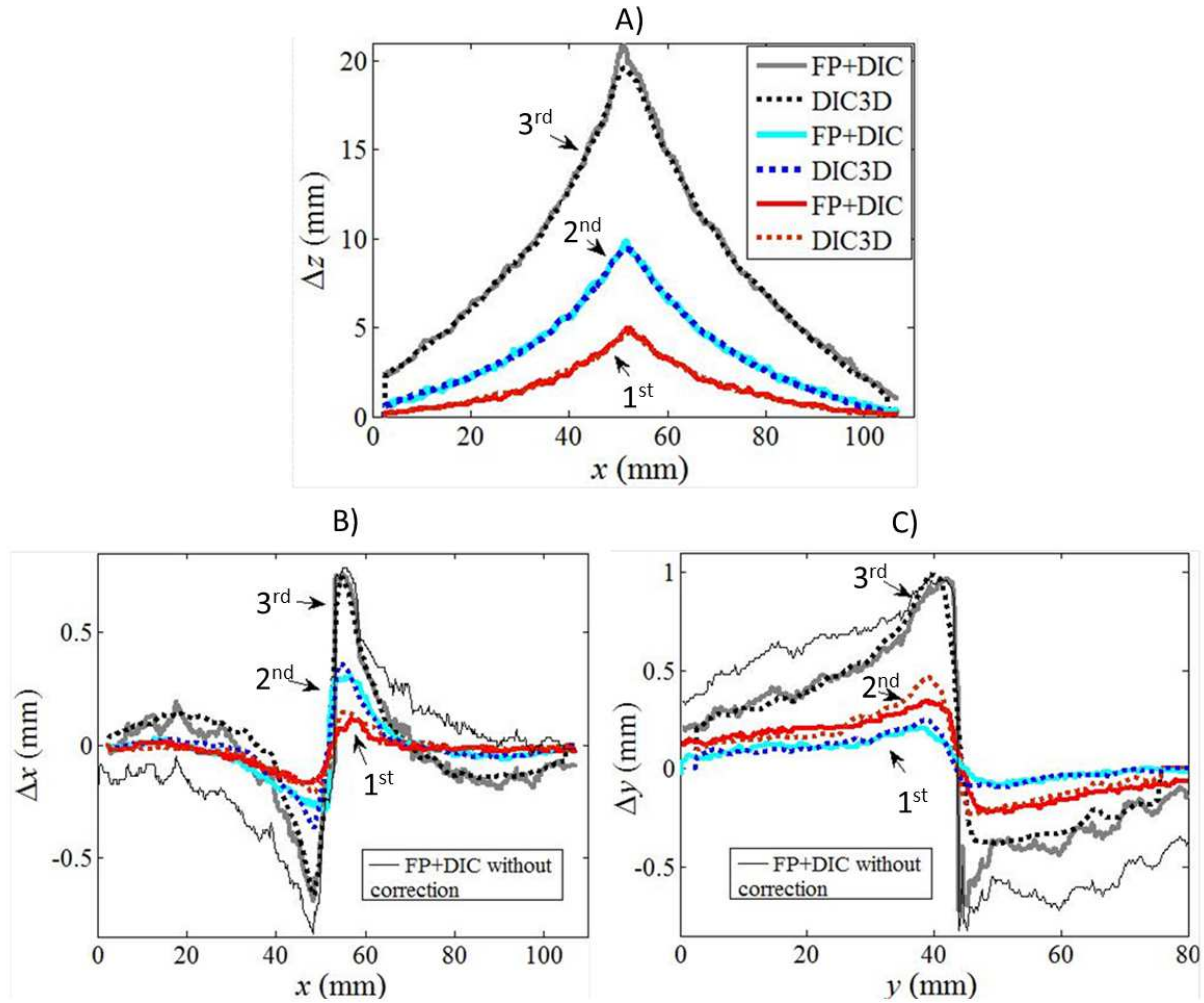 A)
20
15
10
5
0
Δz (mm)
3rd
2nd
1st
FP+DIC
DIC3D
FP+DIC
DIC3D
FP+DIC
DIC3D
0 20 40 60 80 100
x (mm)
B)
0.5
0
-0.5
Δx (mm)
3rd
2nd
1st
FP+DIC without
correction
0 20 40 60 80 100
x (mm)
C)
1
0.5
0
-0.5
Δy (mm)
3rd
2nd
1st
FP+DIC without
correction
0 20 40 60 80
y (mm)